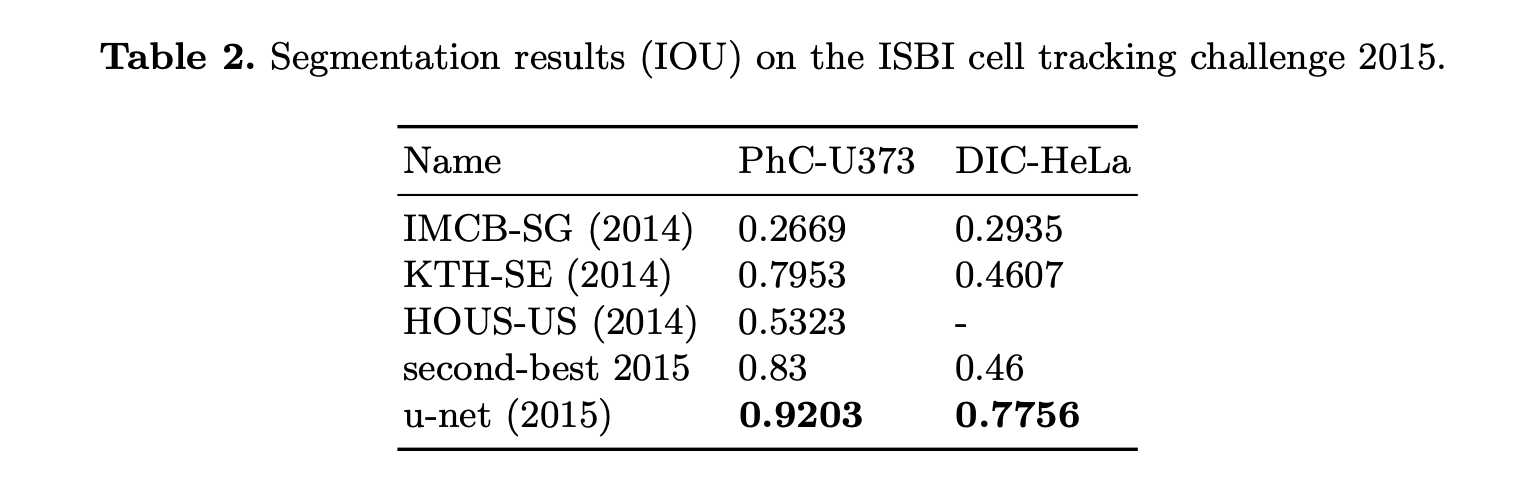 Table 2. Segmentation results (IOU) on the ISBI cell tracking challenge 2015.
Name PhC-U373 DIC-HeLa
IMCB-SG (2014) 0.2669 0.2935
KTH-SE (2014) 0.7953 0.4607
HOUS-US (2014) 0.5323 -
second-best 2015 0.83 0.46
u-net (2015) 0.9203 0.7756